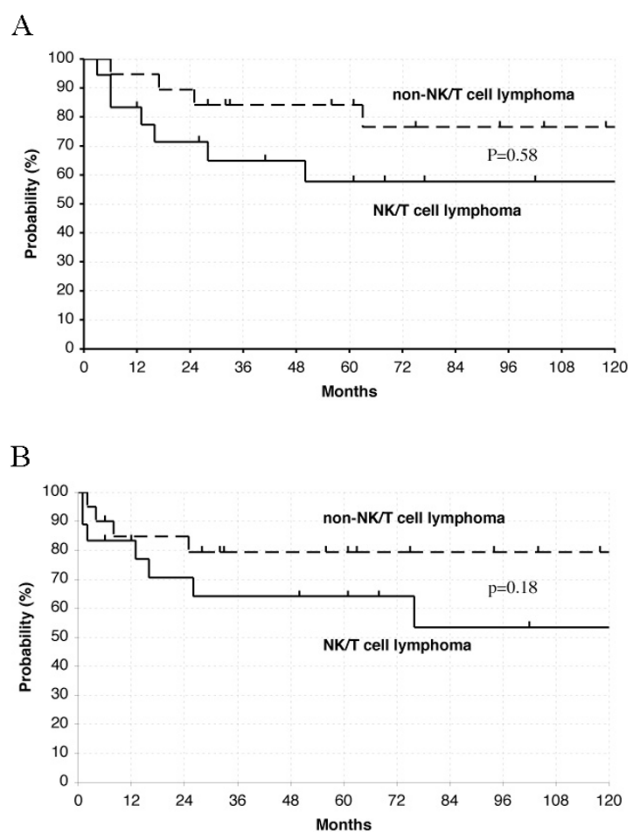 A
100
90
80
70
60
50
40
30
20
10
0
Probability (%)
non-NK/T cell lymphoma
P=0.58
NK/T cell lymphoma
0 12 24 36 48 60 72 84 96 108 120
Months
B
100
90
80
70
60
50
40
30
20
10
0
Probability (%)
non-NK/T cell lymphoma
p=0.18
NK/T cell lymphoma
0 12 24 36 48 60 72 84 96 108 120
Months